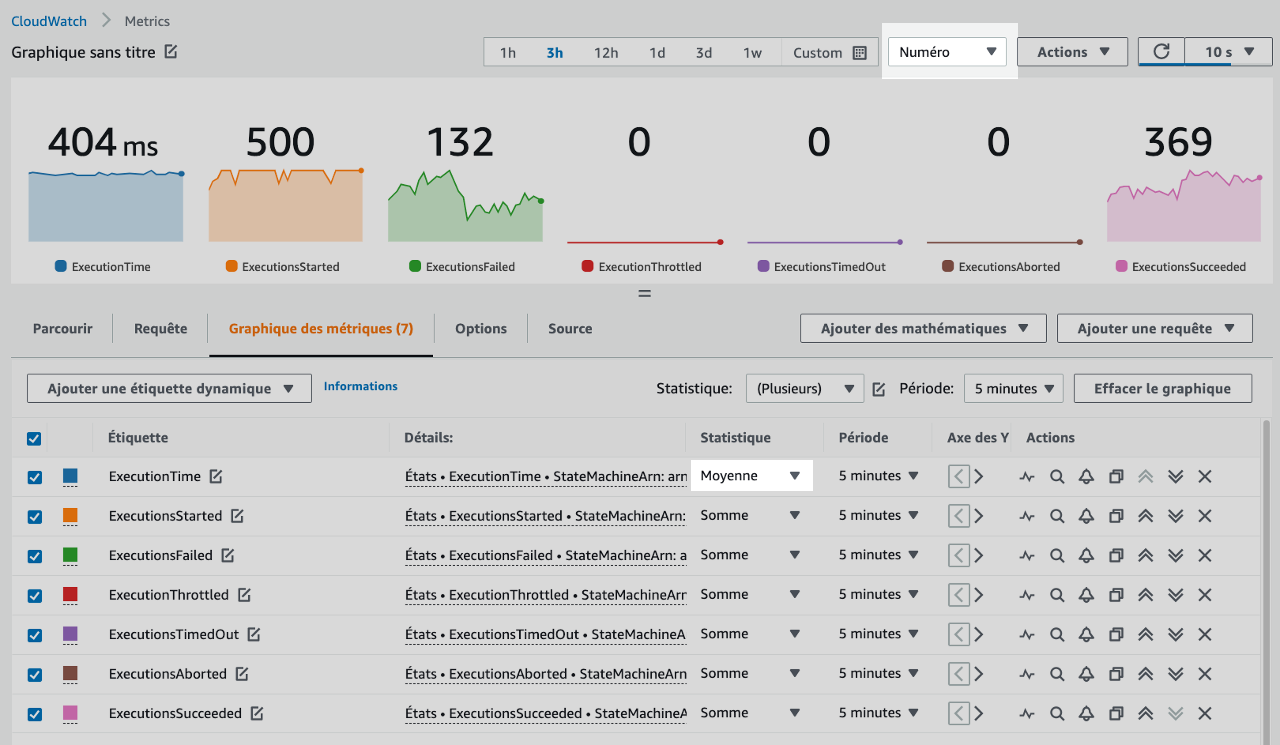 CloudWatch Metrics
Graphique sans titre
1h 3h 12h 1d 3d 1w Custom Numéro Actions 10 s
404 ms 500 132 0 0 0 369
ExecutionTime ExecutionsStarted ExecutionsFailed ExecutionThrottled ExecutionsTimedOut ExecutionsAborted ExecutionsSucceeded
Parcourir Requête Graphique des métriques (7) Options Source Ajouter des mathématiques Ajouter une requête
Ajouter une étiquette dynamique Informations Statistique: (Plusieurs) Période: 5 minutes Effacer le graphique
Étiquette Détails: Statistique Période Axe des Y Actions
ExecutionTime États • ExecutionTime • StateMachineArn: arn Moyenne 5 minutes
ExecutionsStarted États • ExecutionsStarted • StateMachineArn: Somme 5 minutes
ExecutionsFailed États • ExecutionsFailed • StateMachineArn: a Somme 5 minutes
ExecutionThrottled États • ExecutionThrottled • StateMachineArn Somme 5 minutes
ExecutionsTimedOut États • ExecutionsTimedOut • StateMachineA Somme 5 minutes
ExecutionsAborted États • ExecutionsAborted • StateMachineArn Somme 5 minutes
ExecutionsSucceeded États • ExecutionsSucceeded • StateMachineA Somme 5 minutes